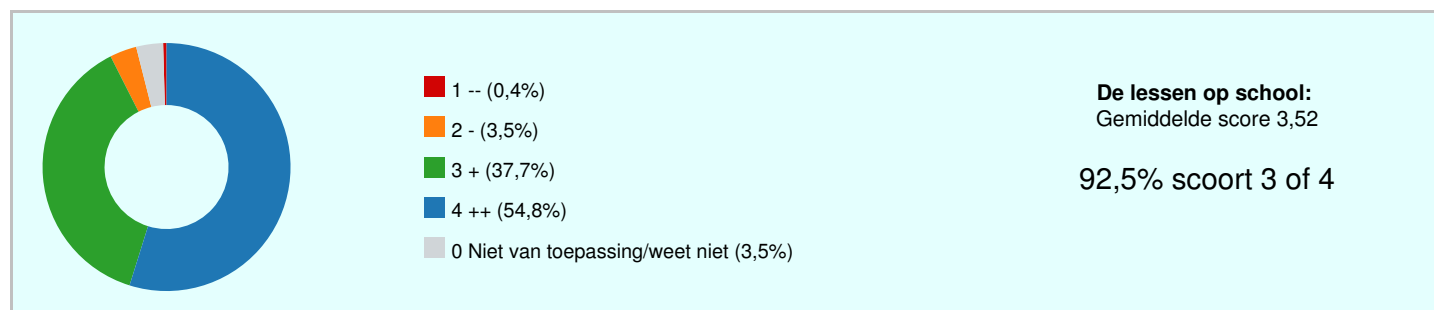 1 -- (0,4%)
2 - (3,5%)
3 + (37,7%)
4 ++ (54,8%)
0 Niet van toepassing/weet niet (3,5%)
De lessen op school:
Gemiddelde score 3,52
92,5% scoort 3 of 4